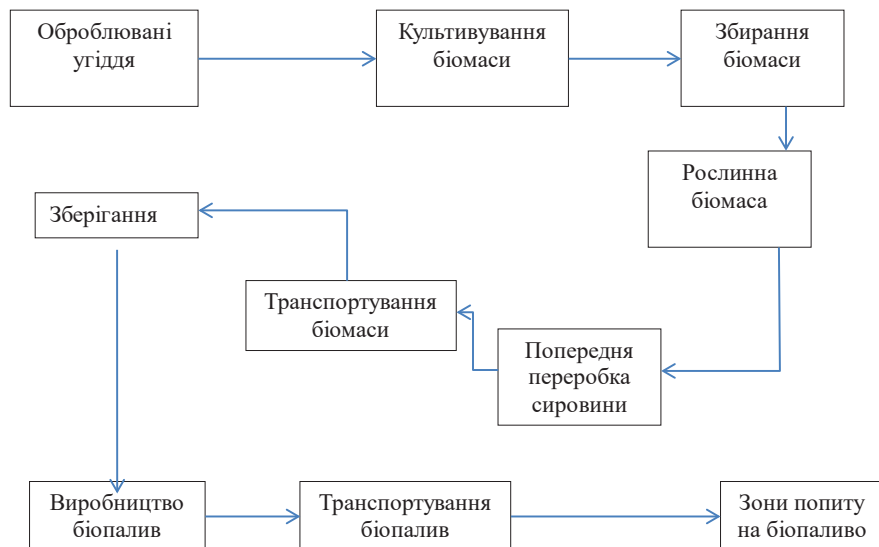 Оброблювані
угіддя
Культивування
біомаси
Збирання
біомаси
Рослинна
біомаса
Зберігання
Транспортування
біомаси
Попередня
переробка
сировини
Виробництво
біопалив
Транспортування
біопалив
Зони попиту
на біопаливо